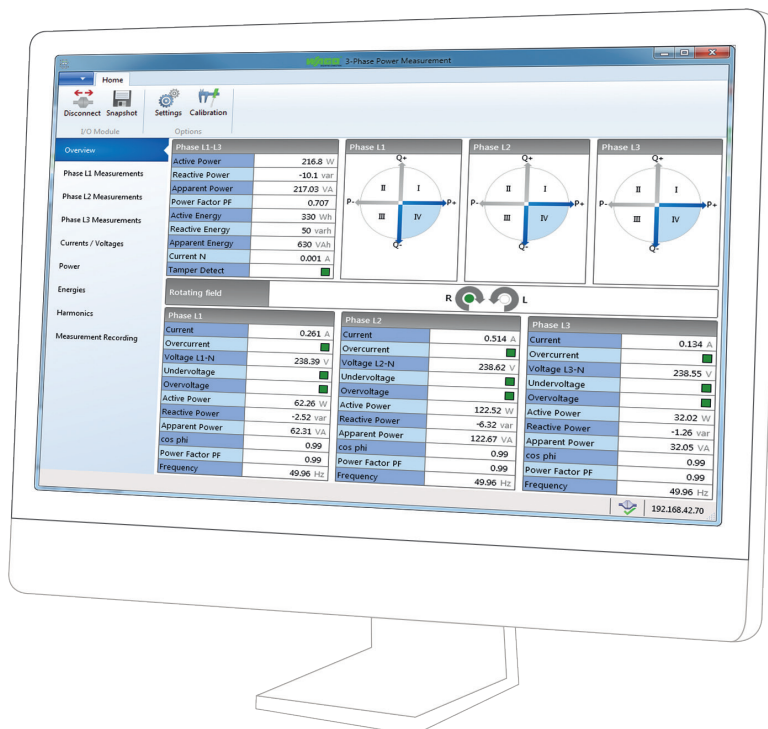 WAGO 3-Phase Power Measurement
Home
Disconnect Snapshot Settings Calibration
I/O Module Options
Overview
Phase L1 Measurements
Phase L2 Measurements
Phase L3 Measurements
Currents / Voltages
Power
Energies
Harmonics
Measurement Recording
Phase L1-L3
Active Power 216.8 W
Reactive Power -10.1 var
Apparent Power 217.03 VA
Power Factor PF 0.707
Active Energy 330 Wh
Reactive Energy 50 varh
Apparent Energy 630 VAh
Current N 0.001 A
Tamper Detect
Phase L1
Q+
II I
P- P+
III IV
Q-
Phase L2
Q+
II I
P- P+
III IV
Q-
Phase L3
Q+
II I
P- P+
III IV
Q-
Rotating field R L
Phase L1
Current 0.261 A
Overcurrent
Voltage L1-N 238.39 V
Undervoltage
Overvoltage
Active Power 62.26 W
Reactive Power -2.52 var
Apparent Power 62.31 VA
cos phi 0.99
Power Factor PF 0.99
Frequency 49.96 Hz
Phase L2
Current 0.514 A
Overcurrent
Voltage L2-N 238.62 V
Undervoltage
Overvoltage
Active Power 122.52 W
Reactive Power -6.32 var
Apparent Power 122.67 VA
cos phi 0.99
Power Factor PF 0.99
Frequency 49.96 Hz
Phase L3
Current 0.134 A
Overcurrent
Voltage L3-N 238.55 V
Undervoltage
Overvoltage
Active Power 32.02 W
Reactive Power -1.26 var
Apparent Power 32.05 VA
cos phi 0.99
Power Factor PF 0.99
Frequency 49.96 Hz
192.168.42.70